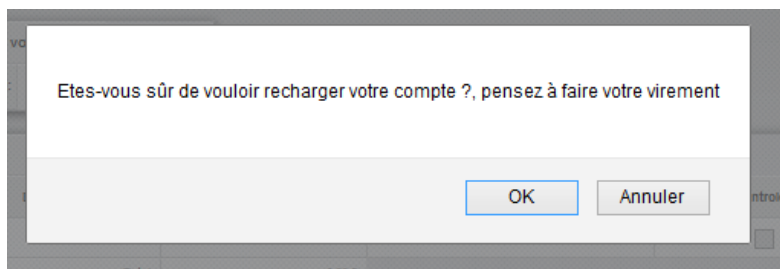 Etes-vous sûr de vouloir recharger votre compte ?, pensez à faire votre virement
OK
Annuler